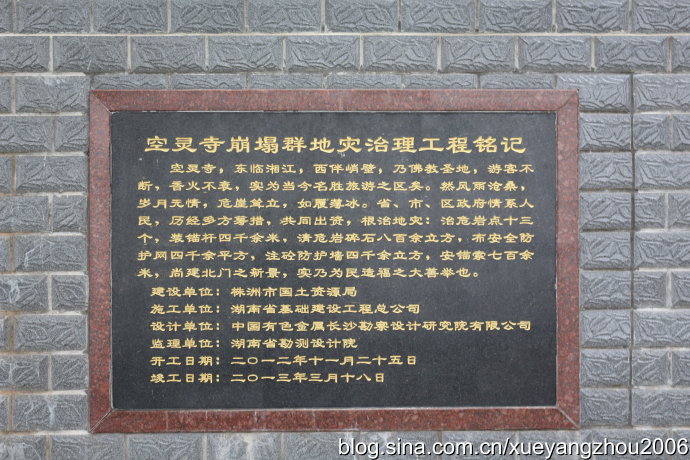 空灵寺崩塌群地灾治理工程铭记
空灵寺，东临湘江，西伴峭壁，乃佛教圣地，游客不
断，香火不衰，实为当今名胜旅游之区矣。然风雨沧桑，
岁月无情，危崖耸立，如履薄冰。省、市、区政府情系人
民，历经多方筹措，共同出资，根治地灾：治危岩点十三
个，装锚杆四千余米，清危岩碎石八百余立方，布安全防
护网四千余平方，注砼防护墙四千余立方，安锚索七百余
米，尚建北门之新景，实乃为民造福之大善举也。
建设单位：株洲市国土资源局
施工单位：湖南省基础建设工程总公司
设计单位：中国有色金属长沙勘察设计研究院有限公司
监理单位：湖南省勘测设计院
开工日期：二〇一二年十一月二十五日
竣工日期：二〇一三年三月十八日
blog.sina.com.cn/xueyangzhou2006